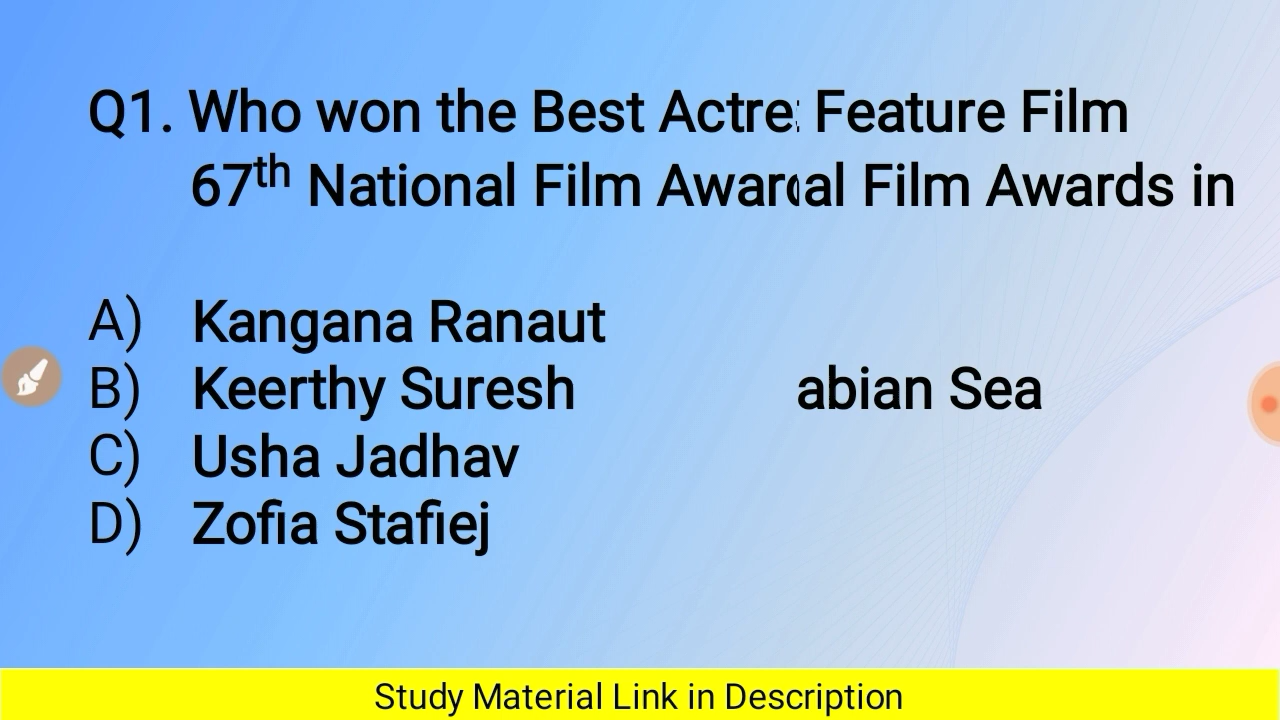 Q1. Who won the Best Actre Feature Film
67th National Film Awar al Film Awards in
A) Kangana Ranaut
B) Keerthy Suresh abian Sea
C) Usha Jadhav
D) Zofia Stafiej
Study Material Link in Description